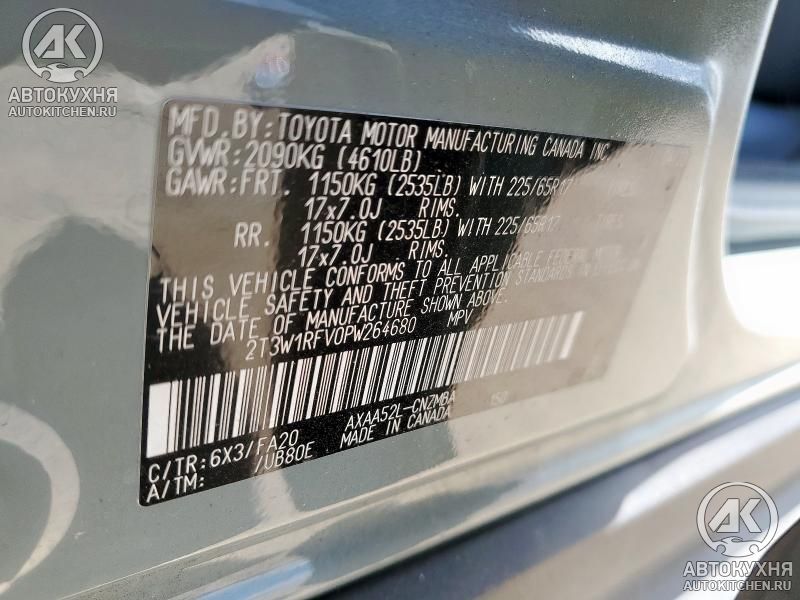 AK
АВТОКУХНЯ
AUTOKITCHEN.RU
MFD. BY: TOYOTA MOTOR MANUFACTURING CANADA INC.
GVWR: 2090KG (4610LB)
GAWR: FRT. 1150KG (2535LB) WITH 225/65R17
17x7.0J RIMS.
RR. 1150KG (2535LB) WITH 225/65R17
17x7.0J RIMS.
THIS VEHICLE CONFORMS TO ALL APPLICABLE FEDERAL MOTOR
VEHICLE SAFETY AND THEFT PREVENTION STANDARDS IN EFFECT ON
THE DATE OF MANUFACTURE SHOWN ABOVE.
2T3W1RFV0PW264680 MPV
C/TR: 6X3/FA20 AXAA52L-CNZMBA 150
A/TM: /UB80E MADE IN CANADA
AK
АВТОКУХНЯ
AUTOKITCHEN.RU